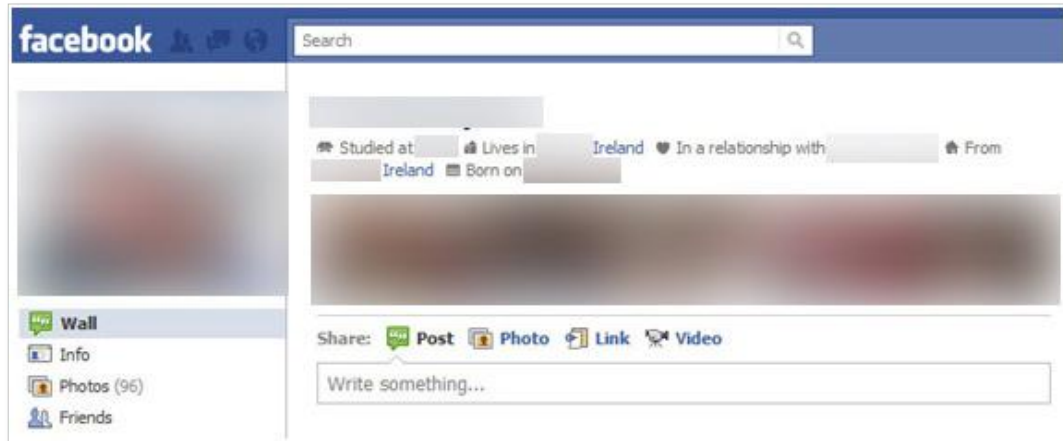 facebook
Search
Studied at Lives in Ireland In a relationship with From
Ireland Born on
Wall
Info
Photos (96)
Friends
Share: Post Photo Link Video
Write something...